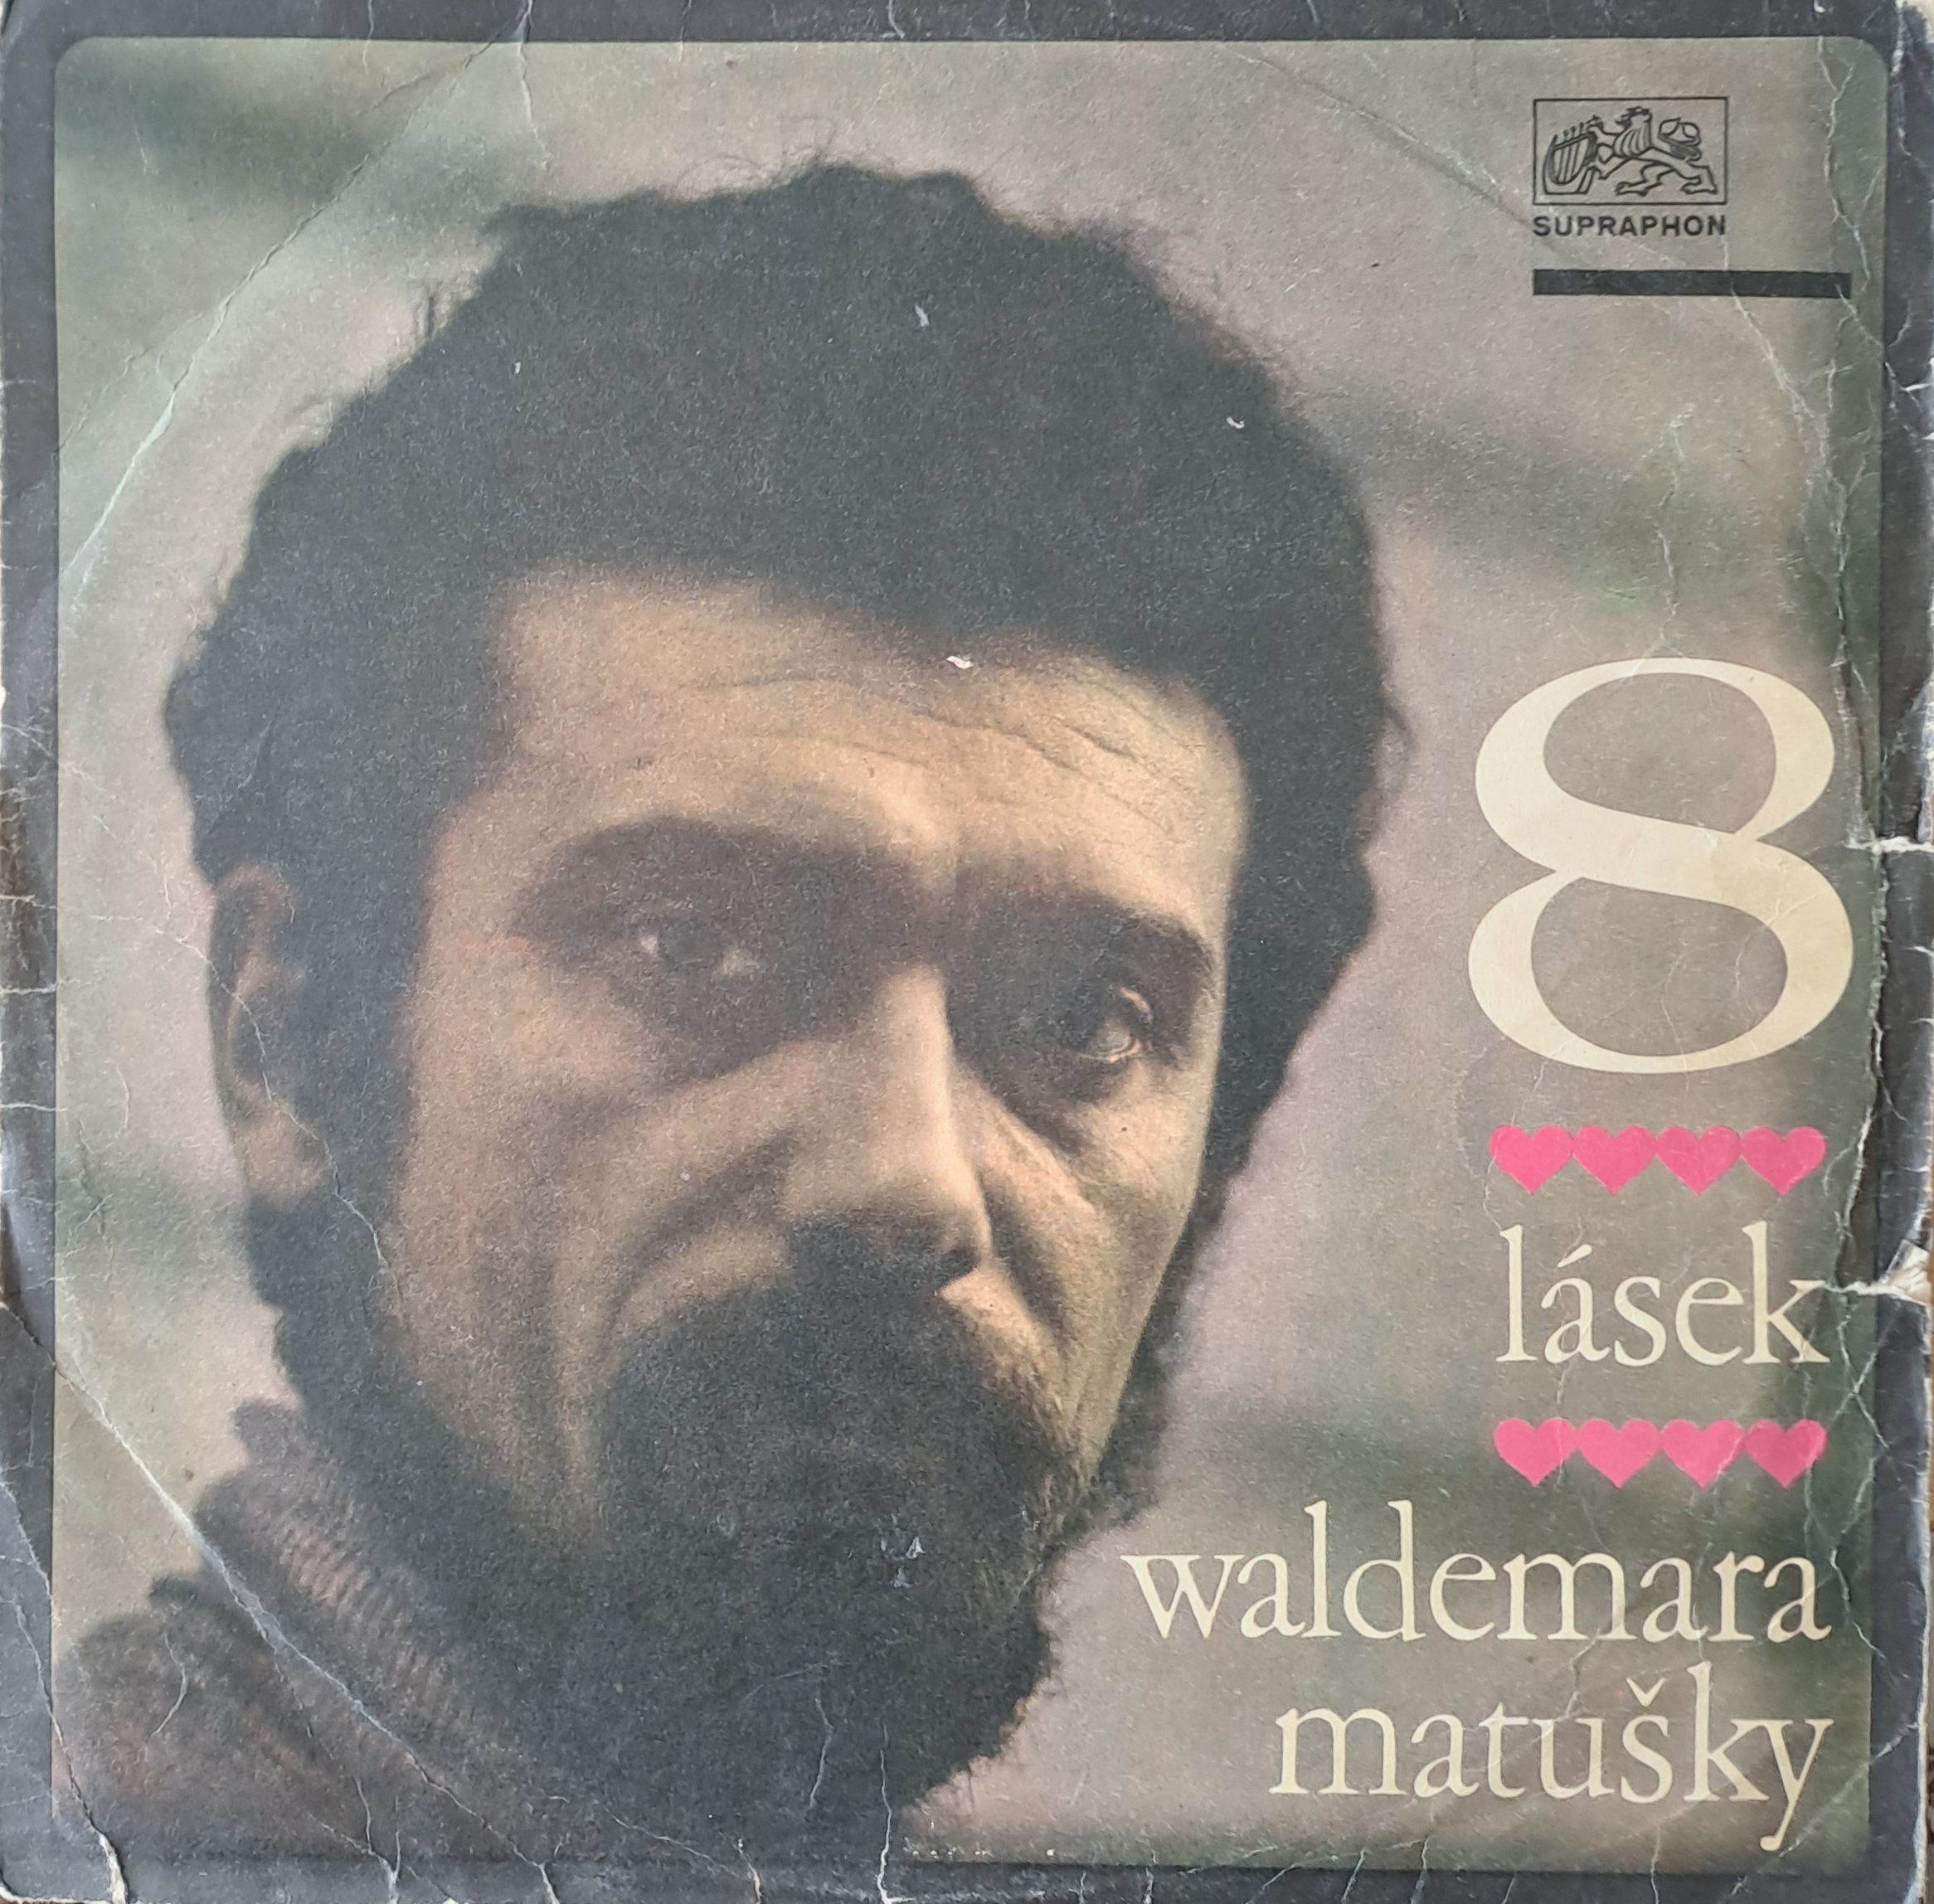 SUPRAPHON
8
lásek
waldemara
matušky